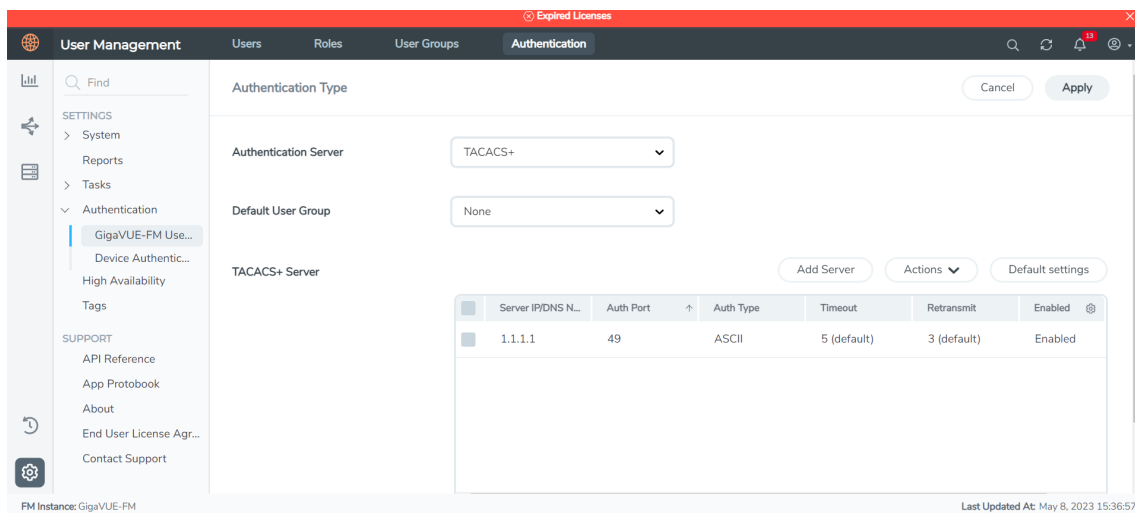 Expired Licenses
User Management
Users
Roles
User Groups
Authentication
13
Find
Authentication Type
Cancel
Apply
SETTINGS
System
Reports
Tasks
Authentication
GigaVUE-FM Use...
Device Authentic...
High Availability
Tags
SUPPORT
API Reference
App Protobook
About
End User License Agr...
Contact Support
Authentication Server
TACACS+
Default User Group
None
TACACS+ Server
Add Server
Actions
Default settings
Server IP/DNS N... Auth Port Auth Type Timeout Retransmit Enabled
1.1.1.1 49 ASCII 5 (default) 3 (default) Enabled
FM Instance: GigaVUE-FM
Last Updated At: May 8, 2023 15:36:57